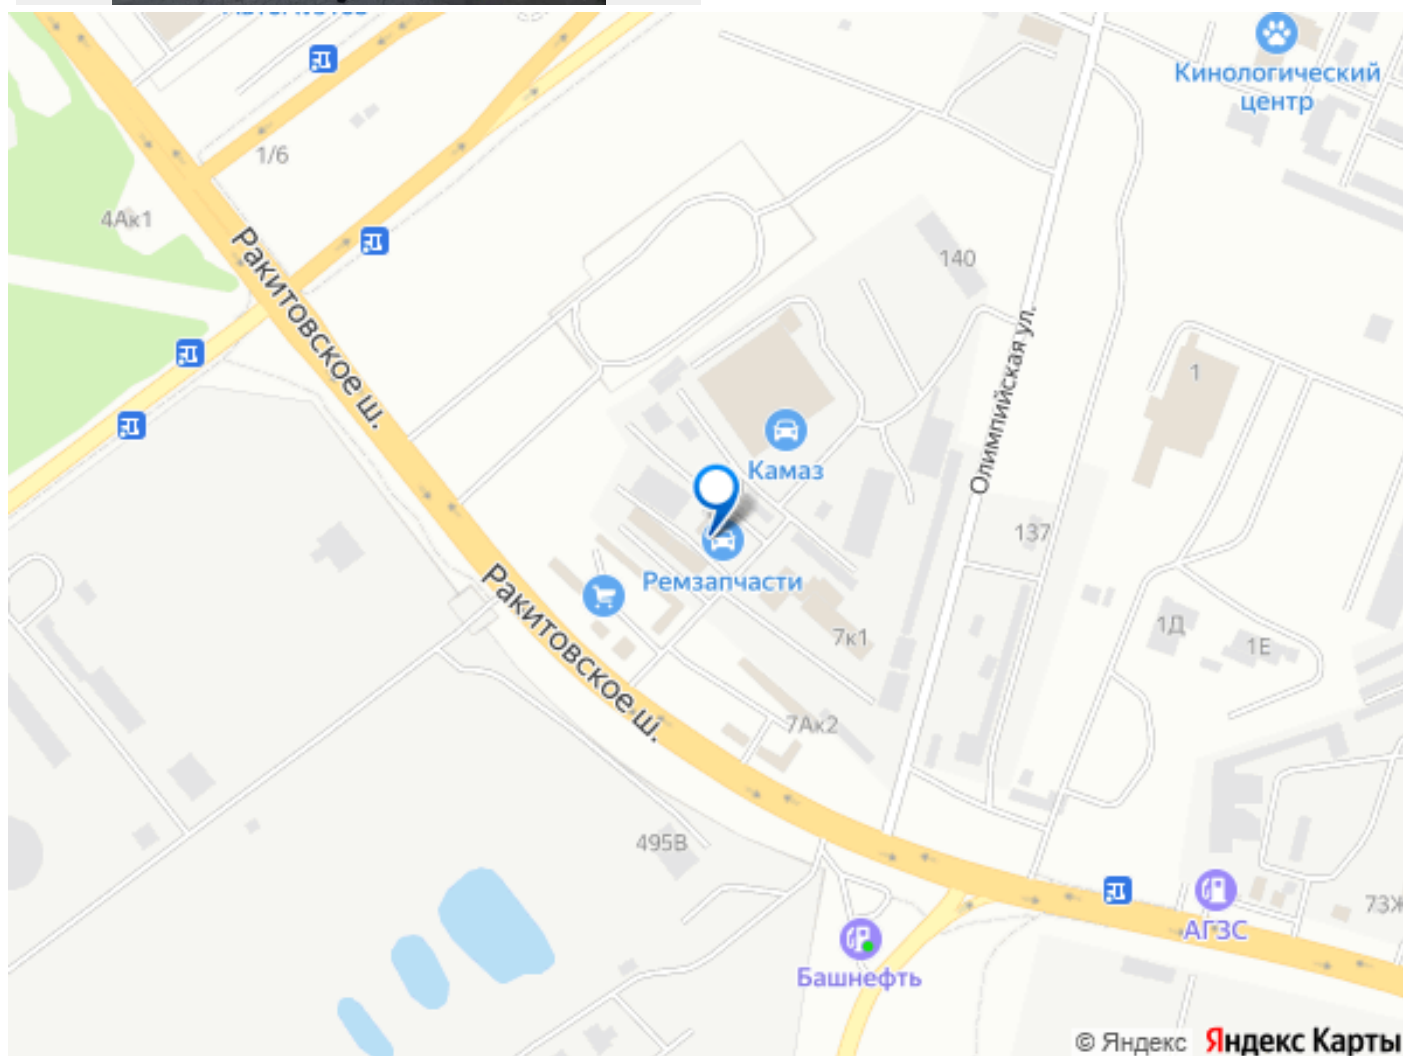 Кинологический
центр
1/6
4Ак1
Ракитовское ш.
140
Олимпийская ул.
1
Камаз
137
Ремзапчасти
7к1
1Д
1Е
Ракитовское ш.
7Ак2
495В
73Ж
АГЗС
Башнефть
© Яндекс Яндекс Карты